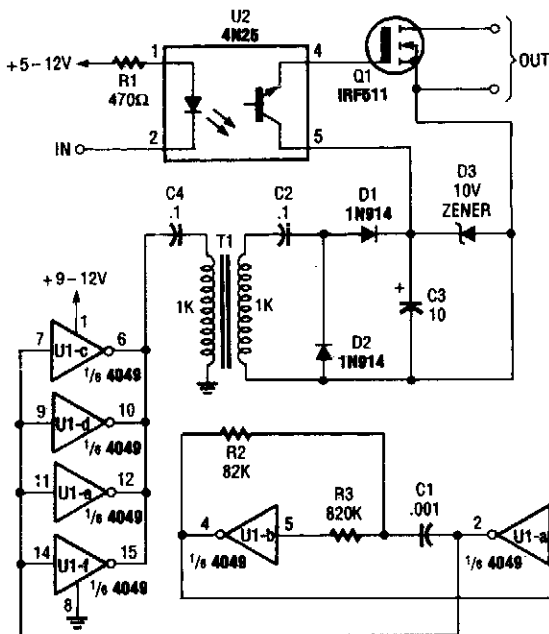 U2
4N25
+5–12V
R1
470Ω
1
2
4
5
IN
Q1
IRF511
OUT
C4
.1
T1
1K
1K
C2
.1
D1
1N914
D2
1N914
D3
10V
ZENER
+
C3
10
+9–12V
1
7
U1-c
6
1/6 4049
9
U1-d
10
1/6 4049
11
U1-e
12
1/6 4049
14
U1-f
15
1/6 4049
8
R2
82K
4
U1-b
5
1/6 4049
R3
820K
C1
.001
2
U1-a
1/6 4049